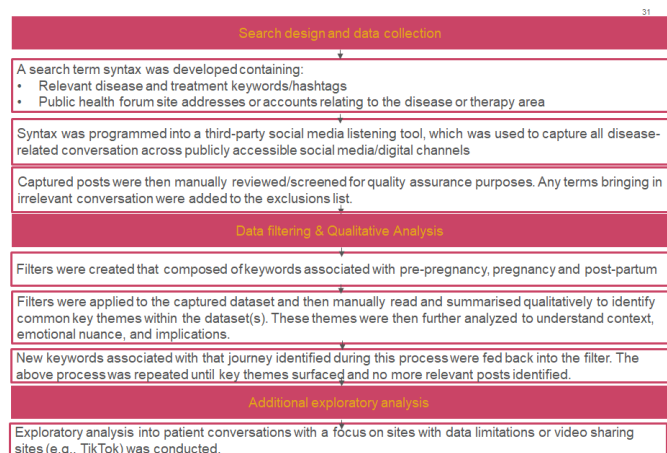 31
Search design and data collection
A search term syntax was developed containing:
• Relevant disease and treatment keywords/hashtags
• Public health forum site addresses or accounts relating to the disease or therapy area
Syntax was programmed into a third-party social media listening tool, which was used to capture all disease-
related conversation across publicly accessible social media/digital channels
Captured posts were then manually reviewed/screened for quality assurance purposes. Any terms bringing in
irrelevant conversation were added to the exclusions list.
Data filtering & Qualitative Analysis
Filters were created that composed of keywords associated with pre-pregnancy, pregnancy and post-partum
Filters were applied to the captured dataset and then manually read and summarised qualitatively to identify
common key themes within the dataset(s). These themes were then further analyzed to understand context,
emotional nuance, and implications.
New keywords associated with that journey identified during this process were fed back into the filter. The
above process was repeated until key themes surfaced and no more relevant posts identified.
Additional exploratory analysis
Exploratory analysis into patient conversations with a focus on sites with data limitations or video sharing
sites (e.g., TikTok) was conducted.